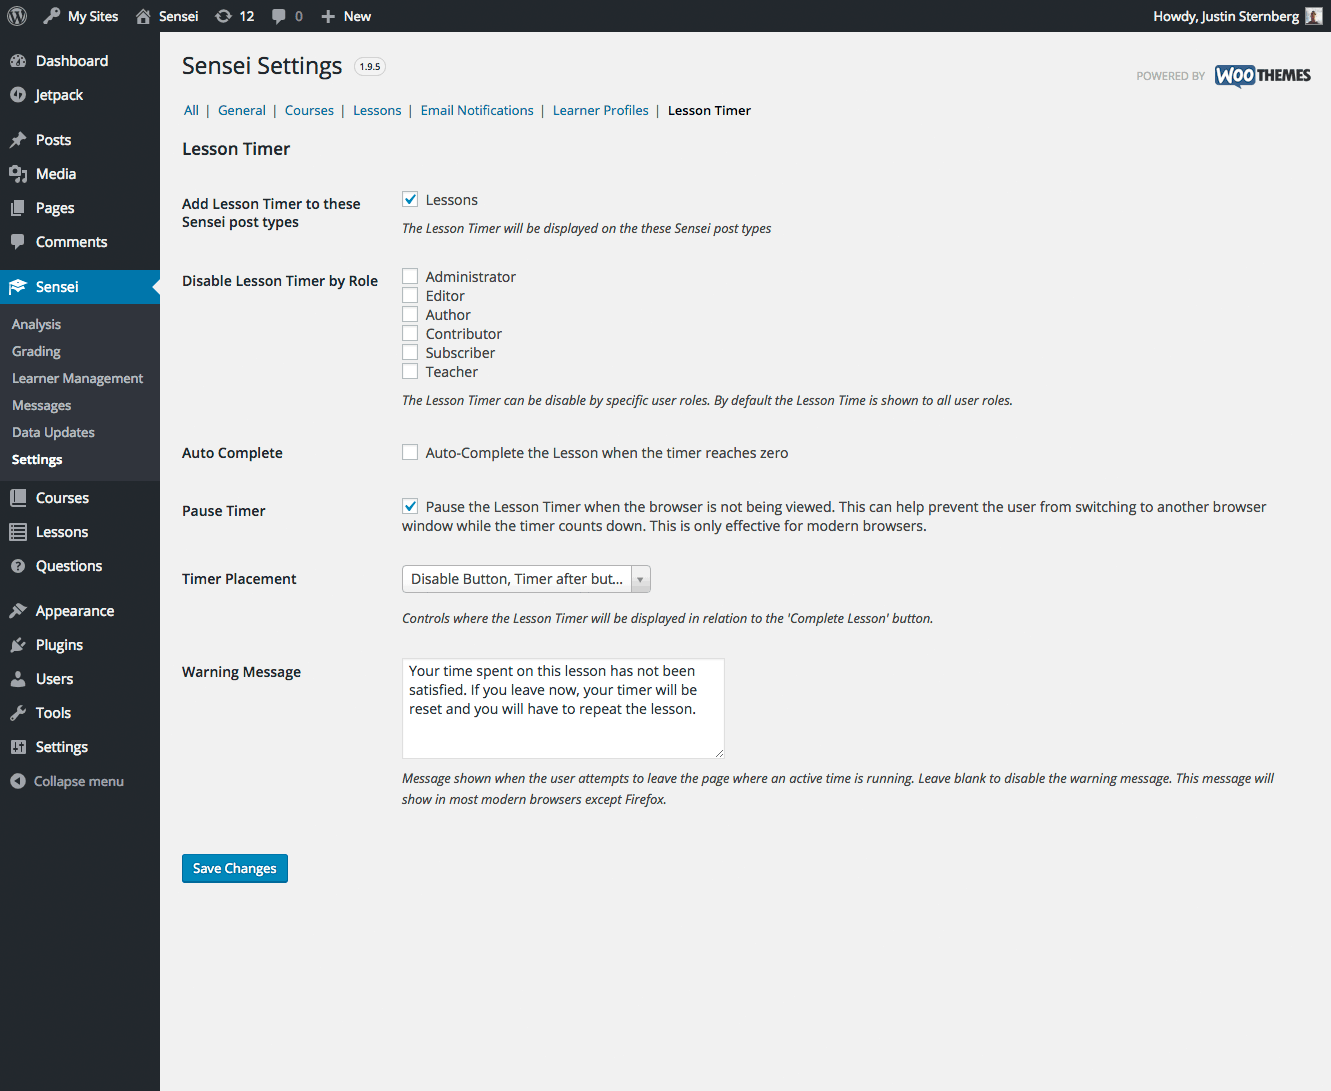 My Sites Sensei 12 0 New Howdy, Justin Sternberg
Dashboard
Jetpack
Posts
Media
Pages
Comments
Sensei
Analysis
Grading
Learner Management
Messages
Data Updates
Settings
Courses
Lessons
Questions
Appearance
Plugins
Users
Tools
Settings
Collapse menu
Sensei Settings 1.9.5
POWERED BY WOOTHEMES
All | General | Courses | Lessons | Email Notifications | Learner Profiles | Lesson Timer
Lesson Timer
Add Lesson Timer to these
Sensei post types
Lessons
The Lesson Timer will be displayed on the these Sensei post types
Disable Lesson Timer by Role
Administrator
Editor
Author
Contributor
Subscriber
Teacher
The Lesson Timer can be disable by specific user roles. By default the Lesson Time is shown to all user roles.
Auto Complete
Auto-Complete the Lesson when the timer reaches zero
Pause Timer
Pause the Lesson Timer when the browser is not being viewed. This can help prevent the user from switching to another browser
window while the timer counts down. This is only effective for modern browsers.
Timer Placement
Disable Button, Timer after but...
Controls where the Lesson Timer will be displayed in relation to the 'Complete Lesson' button.
Warning Message
Your time spent on this lesson has not been
satisfied. If you leave now, your timer will be
reset and you will have to repeat the lesson.
Message shown when the user attempts to leave the page where an active time is running. Leave blank to disable the warning message. This message will
show in most modern browsers except Firefox.
Save Changes